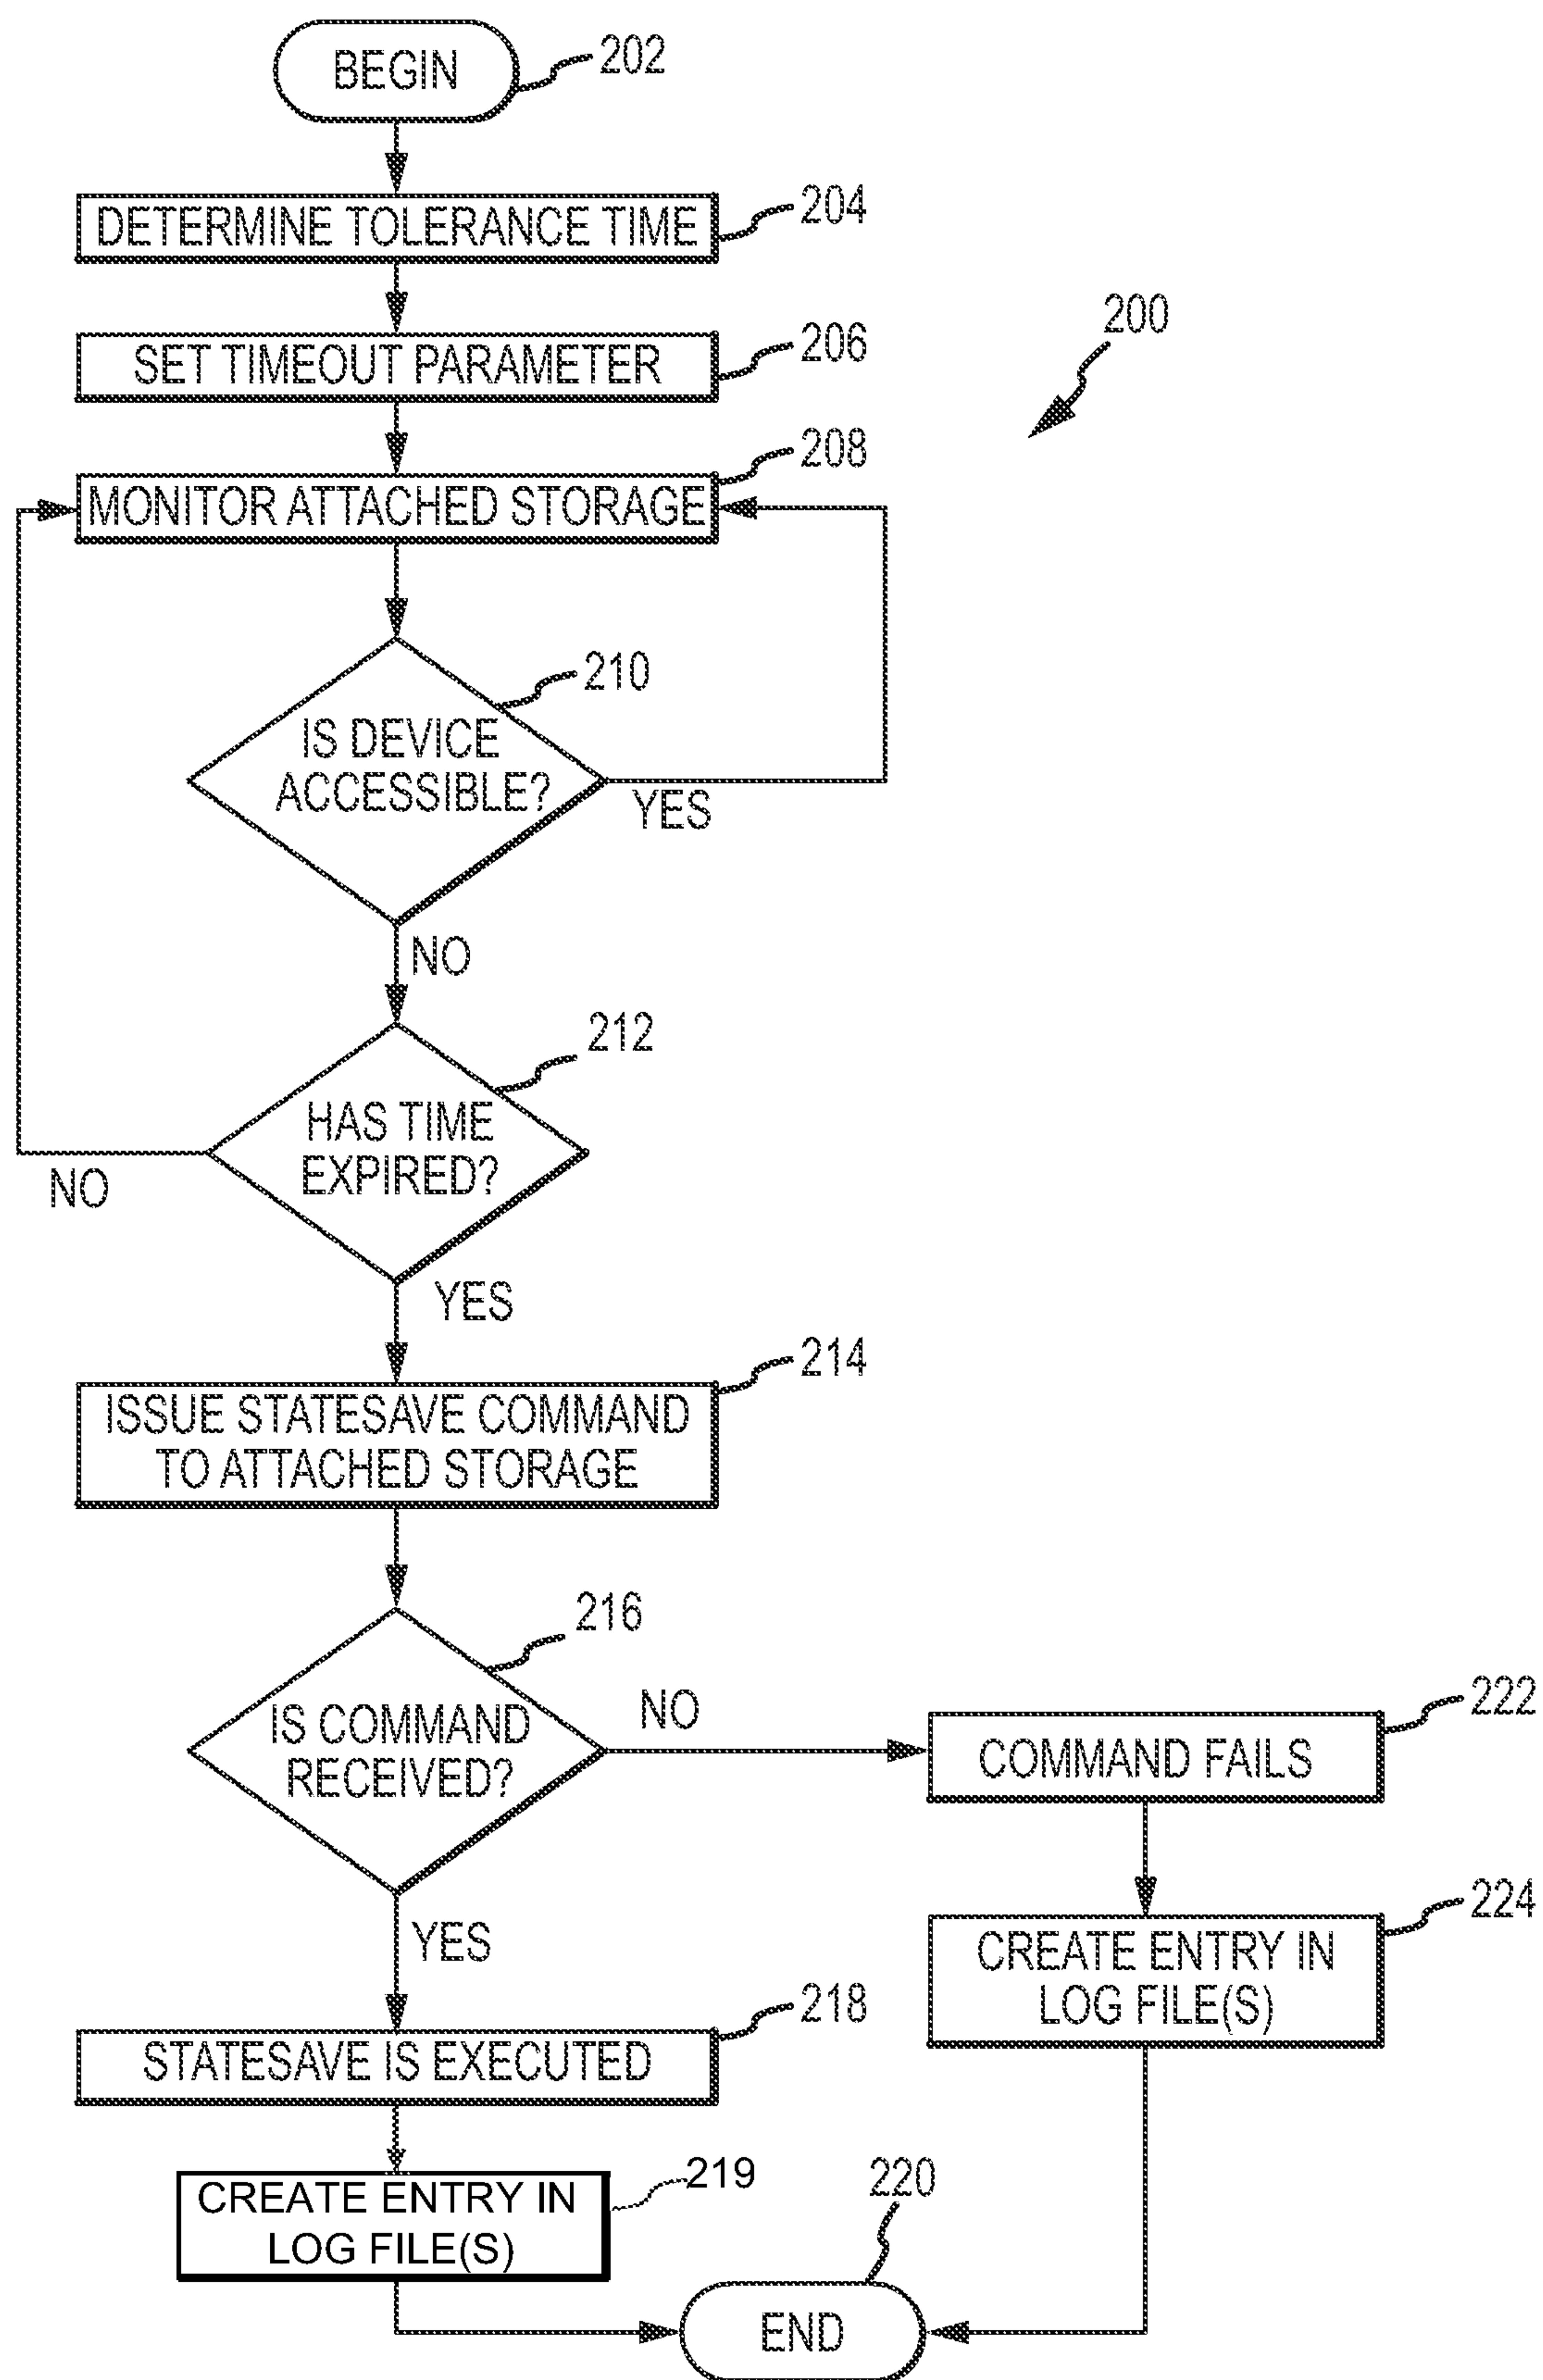 BEGIN
202
DETERMINE TOLERANCE TIME
204
200
SET TIMEOUT PARAMETER
206
MONITOR ATTACHED STORAGE
208
210
IS DEVICE
ACCESSIBLE?
YES
NO
212
HAS TIME
EXPIRED?
NO
YES
214
ISSUE STATESAVE COMMAND
TO ATTACHED STORAGE
216
IS COMMAND
RECEIVED?
NO
222
COMMAND FAILS
YES
224
CREATE ENTRY IN
LOG FILE(S)
218
STATESAVE IS EXECUTED
219
CREATE ENTRY IN
LOG FILE(S)
220
END